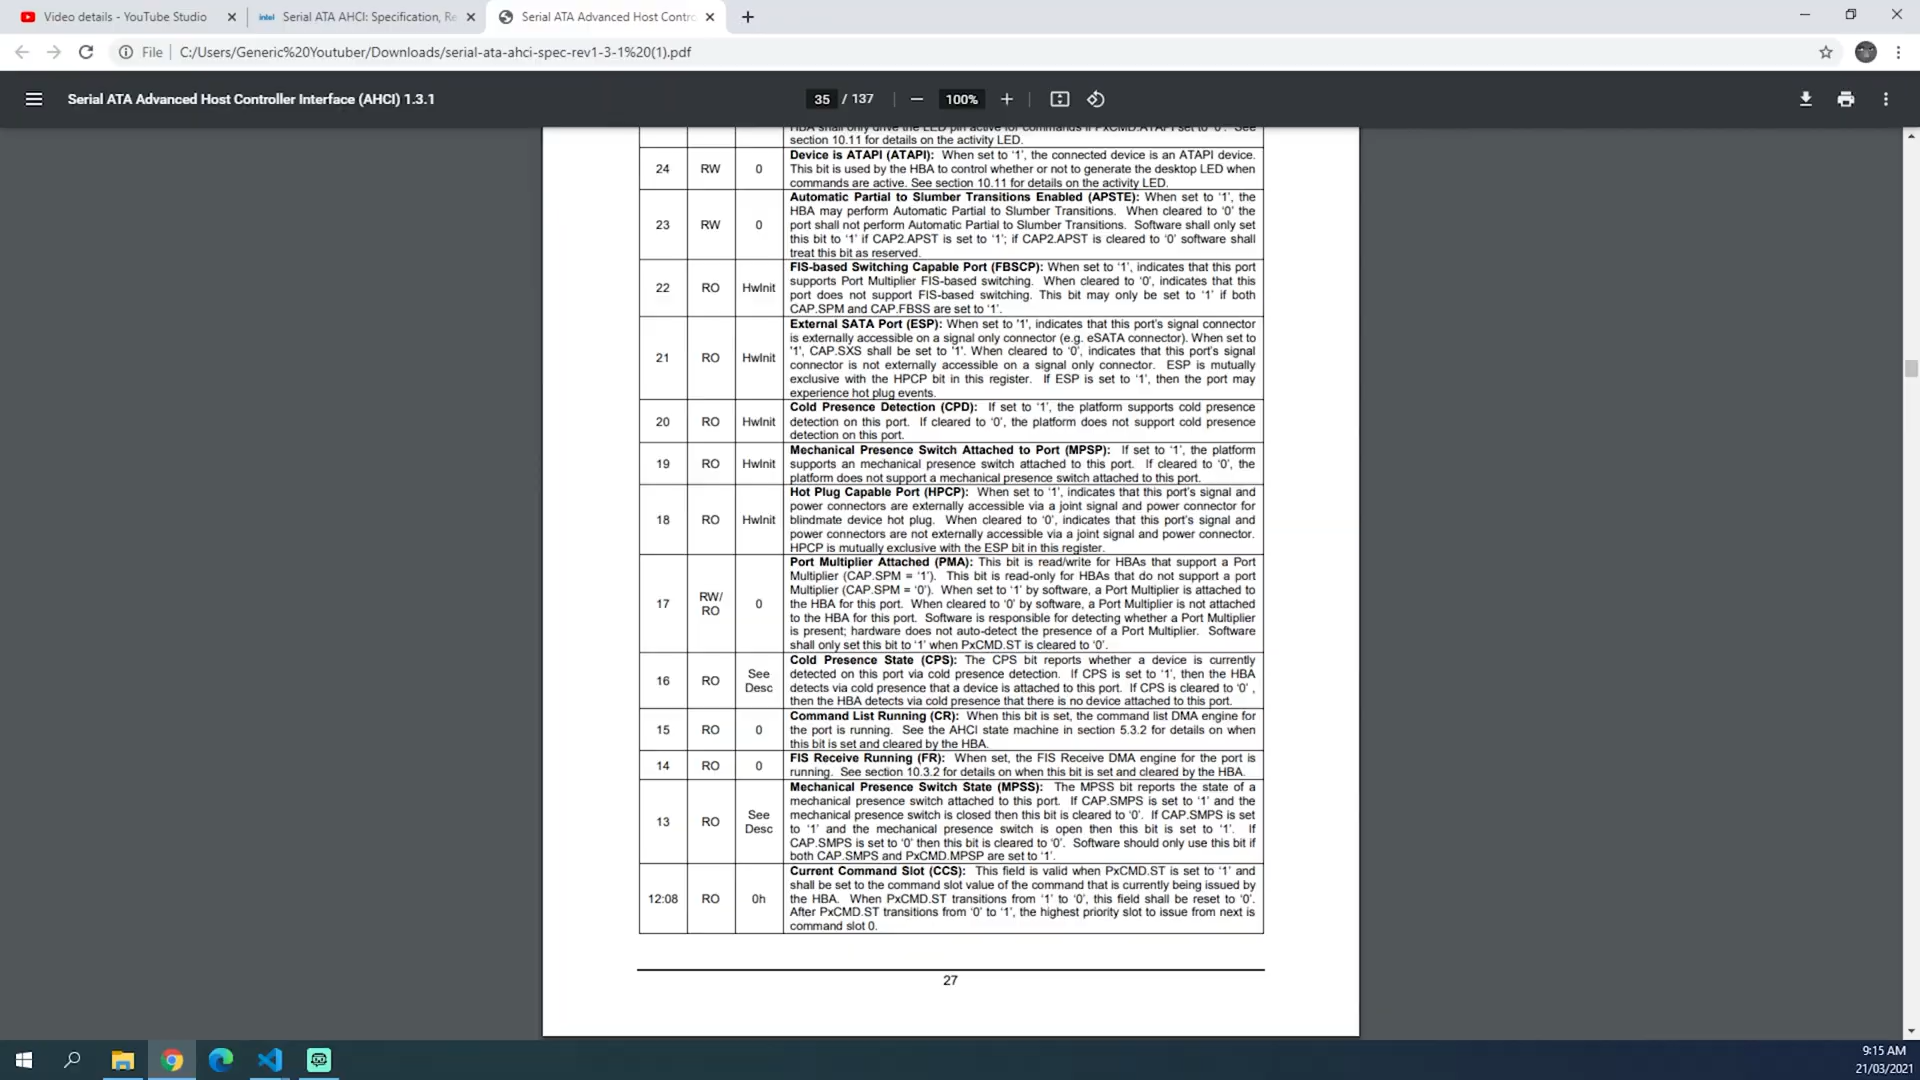 Video details - YouTube Studio
intel
Serial ATA AHCI: Specification, Re
Serial ATA Advanced Host Contro
File
C:/Users/Generic%20Youtuber/Downloads/serial-ata-ahci-spec-rev1-3-1%20(1).pdf
Serial ATA Advanced Host Controller Interface (AHCI) 1.3.1
35 / 137
100%
HBA shall only drive the LED pin active for commands if PxCMD.ATAPI set to ‘0’. See
section 10.11 for details on the activity LED.
24 RW 0
Device is ATAPI (ATAPI): When set to ‘1’, the connected device is an ATAPI device.
This bit is used by the HBA to control whether or not to generate the desktop LED when
commands are active. See section 10.11 for details on the activity LED.
23 RW 0
Automatic Partial to Slumber Transitions Enabled (APSTE): When set to ‘1’, the
HBA may perform Automatic Partial to Slumber Transitions. When cleared to ‘0’ the
port shall not perform Automatic Partial to Slumber Transitions. Software shall only set
this bit to ‘1’ if CAP2.APST is set to ‘1’; if CAP2.APST is cleared to ‘0’ software shall
treat this bit as reserved.
22 RO HwInit
FIS-based Switching Capable Port (FBSCP): When set to ‘1’, indicates that this port
supports Port Multiplier FIS-based switching. When cleared to ‘0’, indicates that this
port does not support FIS-based switching. This bit may only be set to ‘1’ if both
CAP.SPM and CAP.FBSS are set to ‘1’.
21 RO HwInit
External SATA Port (ESP): When set to '1', indicates that this port’s signal connector
is externally accessible on a signal only connector (e.g. eSATA connector). When set to
'1', CAP.SXS shall be set to '1'. When cleared to ‘0’, indicates that this port’s signal
connector is not externally accessible on a signal only connector. ESP is mutually
exclusive with the HPCP bit in this register. If ESP is set to ‘1’, then the port may
experience hot plug events.
20 RO HwInit
Cold Presence Detection (CPD): If set to ‘1’, the platform supports cold presence
detection on this port. If cleared to ‘0’, the platform does not support cold presence
detection on this port.
19 RO HwInit
Mechanical Presence Switch Attached to Port (MPSP): If set to ‘1’, the platform
supports an mechanical presence switch attached to this port. If cleared to ‘0’, the
platform does not support a mechanical presence switch attached to this port.
18 RO HwInit
Hot Plug Capable Port (HPCP): When set to ‘1’, indicates that this port’s signal and
power connectors are externally accessible via a joint signal and power connector for
blindmate device hot plug. When cleared to ‘0’, indicates that this port’s signal and
power connectors are not externally accessible via a joint signal and power connector.
HPCP is mutually exclusive with the ESP bit in this register.
17 RW/ RO 0
Port Multiplier Attached (PMA): This bit is read/write for HBAs that support a Port
Multiplier (CAP.SPM = ‘1’). This bit is read-only for HBAs that do not support a port
Multiplier (CAP.SPM = ‘0’). When set to ‘1’ by software, a Port Multiplier is attached to
the HBA for this port. When cleared to ‘0’ by software, a Port Multiplier is not attached
to the HBA for this port. Software is responsible for detecting whether a Port Multiplier
is present; hardware does not auto-detect the presence of a Port Multiplier. Software
shall only set this bit to ‘1’ when PxCMD.ST is cleared to ‘0’.
16 RO See Desc
Cold Presence State (CPS): The CPS bit reports whether a device is currently
detected on this port via cold presence detection. If CPS is set to ‘1’, then the HBA
detects via cold presence that a device is attached to this port. If CPS is cleared to ‘0’ ,
then the HBA detects via cold presence that there is no device attached to this port.
15 RO 0
Command List Running (CR): When this bit is set, the command list DMA engine for
the port is running. See the AHCI state machine in section 5.3.2 for details on when
this bit is set and cleared by the HBA.
14 RO 0
FIS Receive Running (FR): When set, the FIS Receive DMA engine for the port is
running. See section 10.3.2 for details on when this bit is set and cleared by the HBA.
13 RO See Desc
Mechanical Presence Switch State (MPSS): The MPSS bit reports the state of a
mechanical presence switch attached to this port. If CAP.SMPS is set to ‘1’ and the
mechanical presence switch is closed then this bit is cleared to ‘0’. If CAP.SMPS is set
to ‘1’ and the mechanical presence switch is open then this bit is set to ‘1’. If
CAP.SMPS is set to ‘0’ then this bit is cleared to ‘0’. Software should only use this bit if
both CAP.SMPS and PxCMD.MPSP are set to ‘1’.
12:08 RO 0h
Current Command Slot (CCS): This field is valid when PxCMD.ST is set to ‘1’ and
shall be set to the command slot value of the command that is currently being issued by
the HBA. When PxCMD.ST transitions from ‘1’ to ‘0’, this field shall be reset to ‘0’.
After PxCMD.ST transitions from ‘0’ to ‘1’, the highest priority slot to issue from next is
command slot 0.
27
9:15 AM
21/03/2021